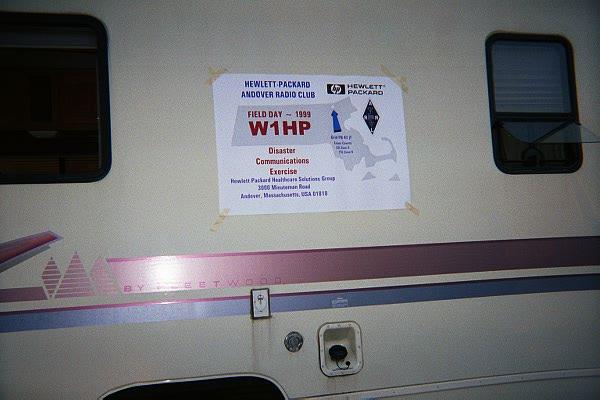 HEWLETT-PACKARD
ANDOVER RADIO CLUB
hp HEWLETT®
PACKARD
FIELD DAY ~ 1999
W1HP
Disaster
Communications
Exercise
Hewlett Packard Healthcare Solutions Group
3000 Minuteman Road
Andover, Massachusetts, USA 01810
BY FLEETWOOD